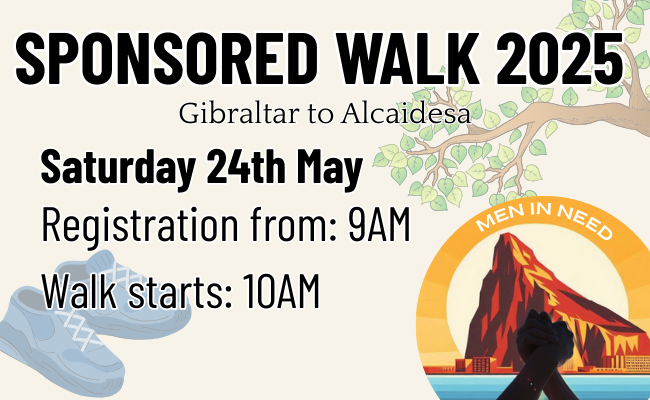 SPONSORED WALK 2025
Gibraltar to Alcaidesa
Saturday 24th May
Registration from: 9AM
Walk starts: 10AM
MEN IN NEED